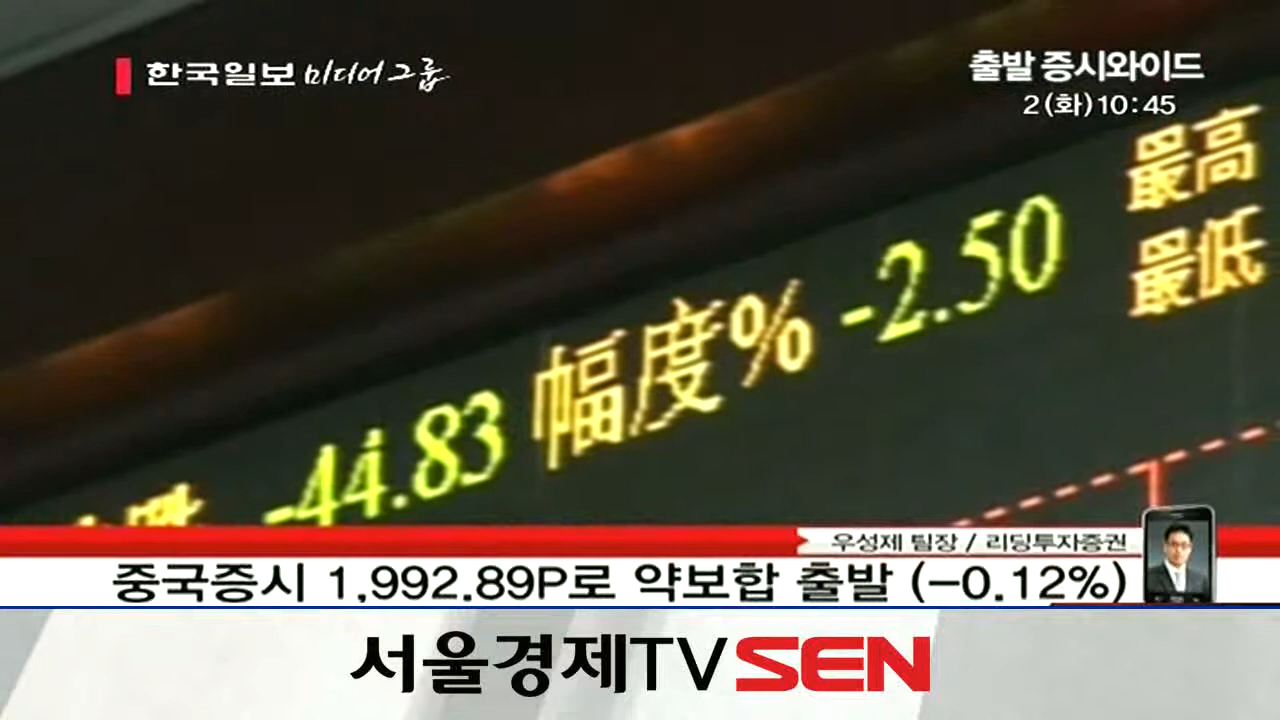 한국일보 미디어그룹
출발 증시와이드
2(화)10:45
最高
最低
-44.83 幅度% -2.50
우성제 팀장 / 리딩투자증권
중국증시 1,992.89P로 약보합 출발 (-0.12%)
서울경제TV SEN